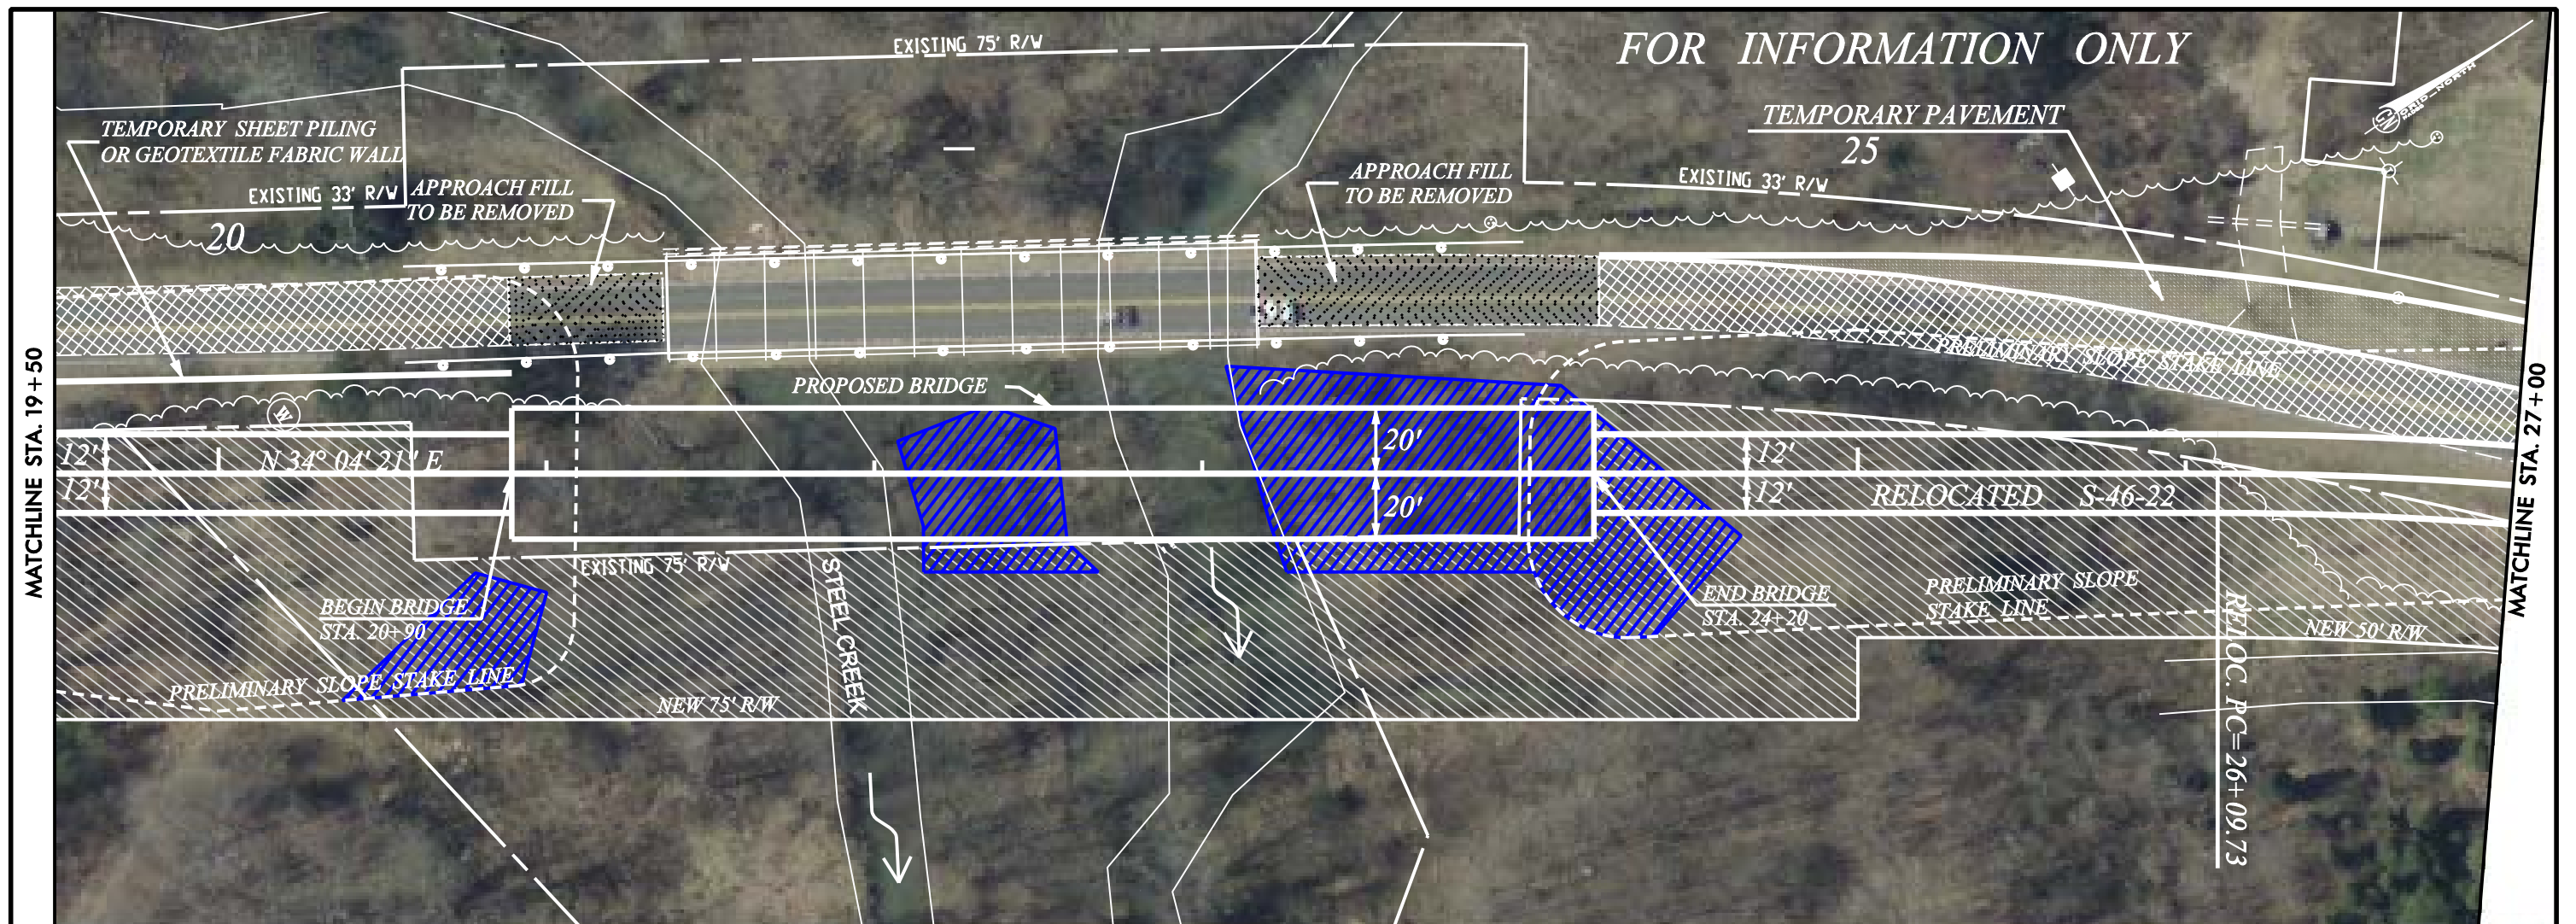 EXISTING 75' R/W
FOR INFORMATION ONLY
TEMPORARY PAVEMENT
25
TEMPORARY SHEET PILING
OR GEOTEXTILE FABRIC WALL
EXISTING 33' R/W
20
APPROACH FILL
TO BE REMOVED
APPROACH FILL
TO BE REMOVED
EXISTING 33' R/W
GRID_NORTH
MATCHLINE STA. 19+50
MATCHLINE STA. 27+00
PRELIMINARY SLOPE STAKE LINE
PROPOSED BRIDGE
W
12'
12'
N 34° 04' 21" E
20'
20'
12'
12'
RELOCATED S-46-22
EXISTING 75' R/W
STEEL CREEK
BEGIN BRIDGE
STA. 20+90
END BRIDGE
STA. 24+20
PRELIMINARY SLOPE
STAKE LINE
NEW 50' R/W
RELOC. PC=26+09.73
PRELIMINARY SLOPE STAKE LINE
NEW 75' R/W